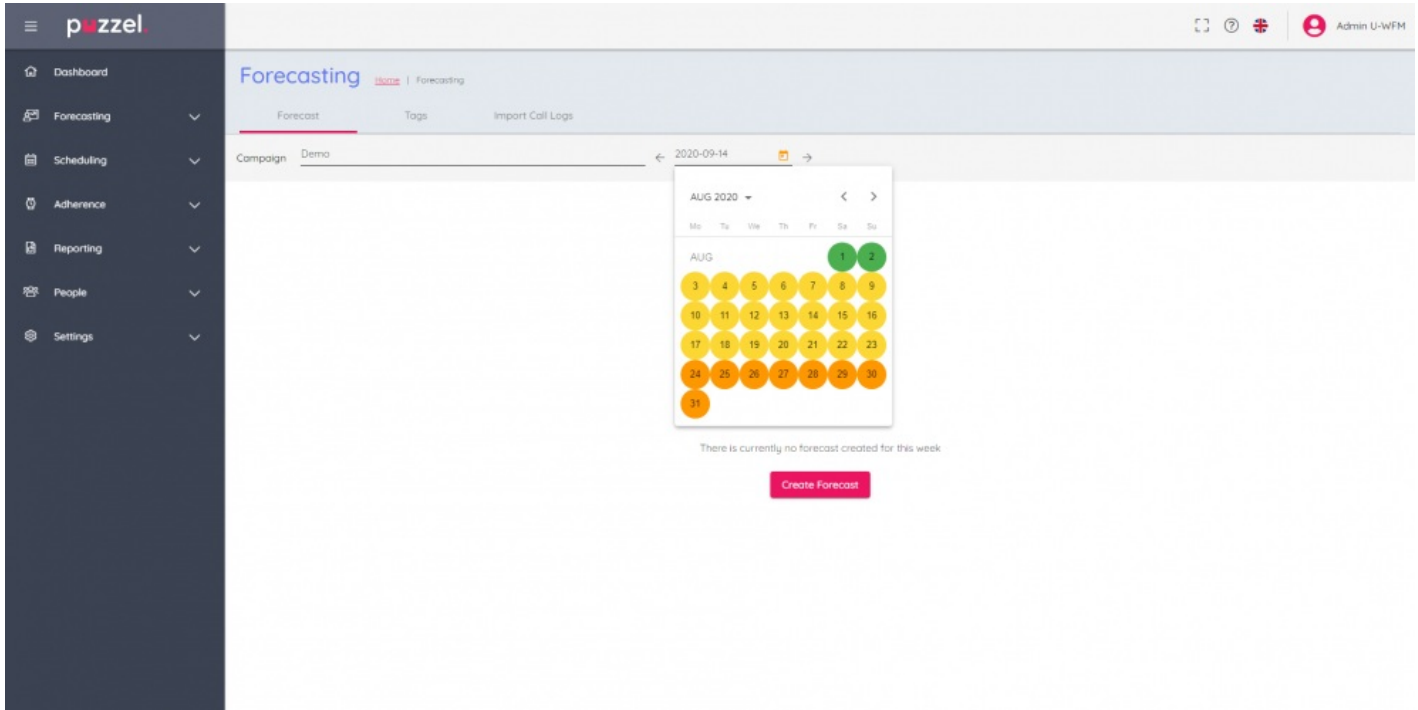 puzzel.
Admin U-WFM
Dashboard
Forecasting
Scheduling
Adherence
Reporting
People
Settings
Forecasting Home | Forecasting
Forecast Tags Import Call Logs
Campaign Demo 2020-09-14
AUG 2020
Mo Tu We Th Fr Sa Su
AUG 1 2
3 4 5 6 7 8 9
10 11 12 13 14 15 16
17 18 19 20 21 22 23
24 25 26 27 28 29 30
31
There is currently no forecast created for this week
Create Forecast